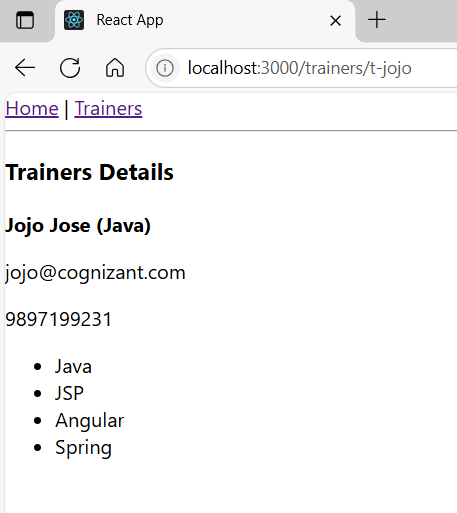 React App
localhost:3000/trainers/t-jojo
Home | Trainers
Trainers Details
Jojo Jose (Java)
jojo@cognizant.com
9897199231
Java
JSP
Angular
Spring